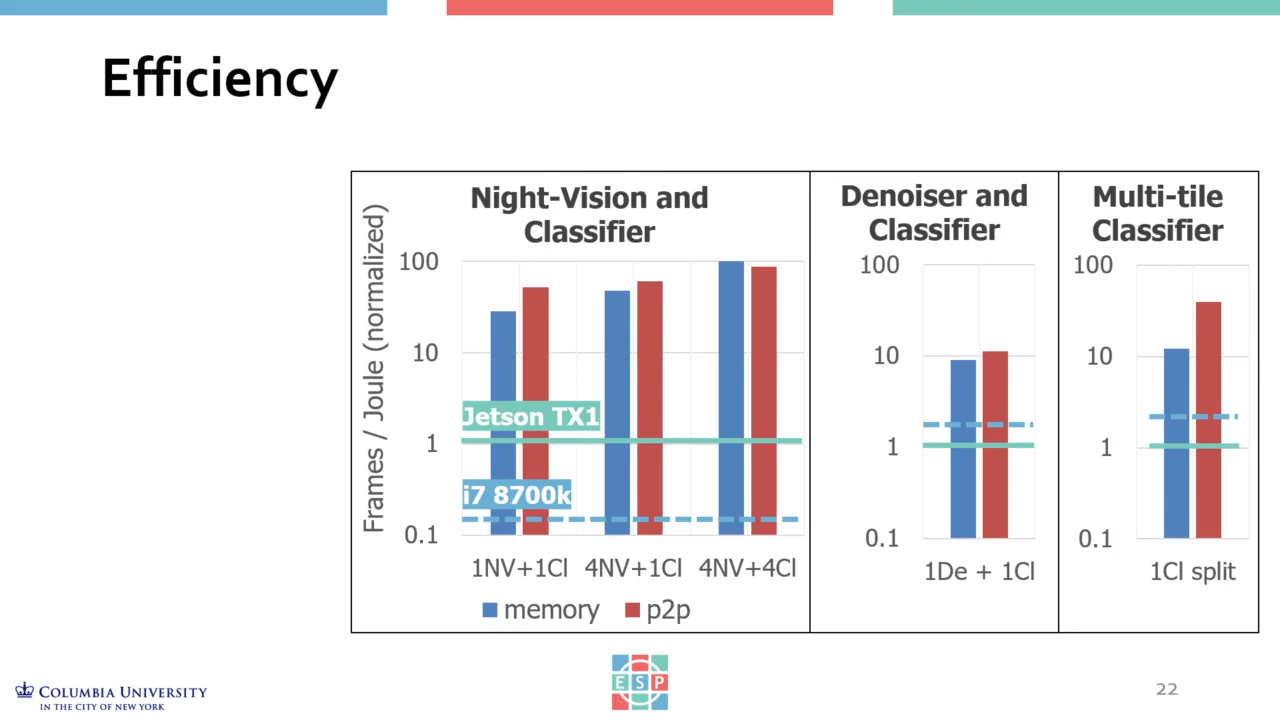 Efficiency
Night-Vision and
Classifier
Frames / Joule (normalized)
100
10
1
0.1
Jetson TX1
i7 8700k
1NV+1Cl 4NV+1Cl 4NV+4Cl
memory p2p
Denoiser and
Classifier
100
10
1
0.1
1De + 1Cl
Multi-tile
Classifier
100
10
1
0.1
1Cl split
COLUMBIA UNIVERSITY
IN THE CITY OF NEW YORK
E S P
22